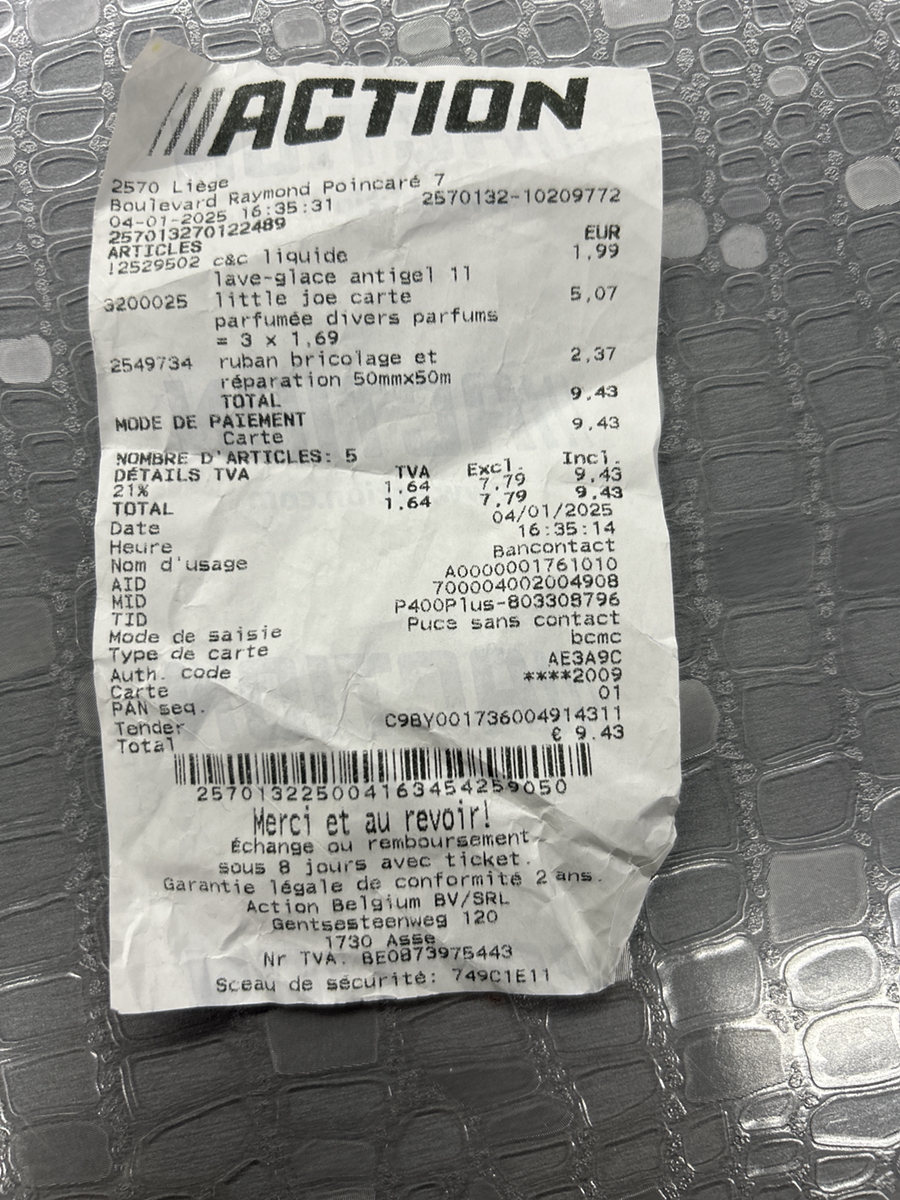 ACTION
2570 Liège
Boulevard Raymond Poincaré 7
04-01-2025 16:35:31 2570132-10209772
257013270122489
ARTICLES EUR
2529502 c&c liquide 1,99
lave-glace antigel 1l
3200025 little joe carte 5,07
parfumée divers parfums
= 3 x 1,69
2549734 ruban bricolage et 2,37
réparation 50mmx50m
TOTAL 9,43
MODE DE PAIEMENT
Carte 9,43
NOMBRE D'ARTICLES: 5
DÉTAILS TVA TVA Excl. Incl.
21% 1.64 7.79 9.43
TOTAL 1.64 7.79 9.43
Date 04/01/2025
Heure 16:35:14
Nom d'usage Bancontact
AID A0000001761010
MID 700004002004908
TID P400Plus-803308796
Mode de saisie Puce sans contact
Type de carte bcmc
Auth. code AE3A9C
Carte ****2009
PAN seq. 01
Tender C9BY001736004914311
Total € 9.43
2570132250041634542590​50
Merci et au revoir!
Échange ou remboursement
sous 8 jours avec ticket.
Garantie légale de conformité 2 ans.
Action Belgium BV/SRL
Gentsesteenweg 120
1730 Asse
Nr TVA. BE0873975443
Sceau de sécurité: 749C1E11